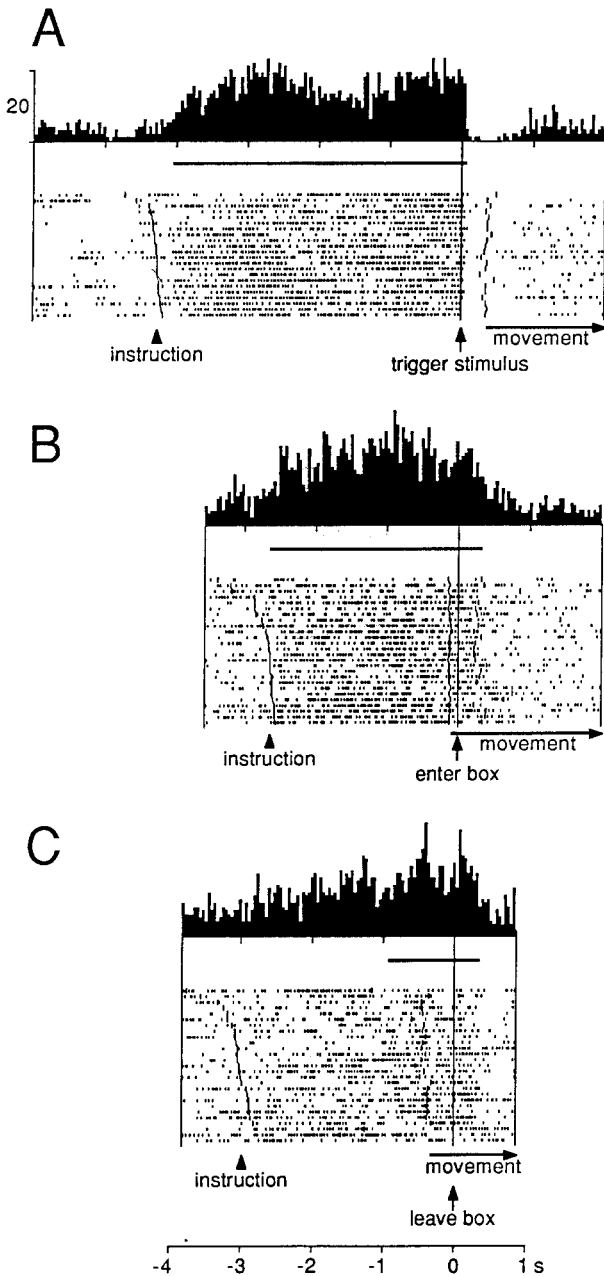 A
20
instruction
movement
trigger stimulus
B
instruction
movement
enter box
C
instruction
movement
leave box
-4 -3 -2 -1 0 1 s